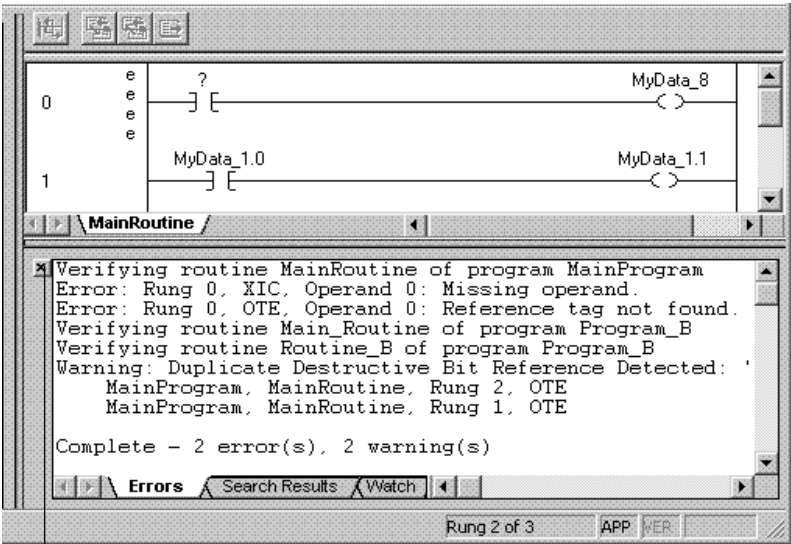 e
? MyData_8
0 e
e
e
MyData_1.0 MyData_1.1
1
MainRoutine
Verifying routine MainRoutine of program MainProgram
Error: Rung 0, XIC, Operand 0: Missing operand.
Error: Rung 0, OTE, Operand 0: Reference tag not found.
Verifying routine Main_Routine of program Program_B
Verifying routine Routine_B of program Program_B
Warning: Duplicate Destructive Bit Reference Detected: '
MainProgram, MainRoutine, Rung 2, OTE
MainProgram, MainRoutine, Rung 1, OTE
Complete - 2 error(s), 2 warning(s)
Errors Search Results Watch
Rung 2 of 3 APP VER